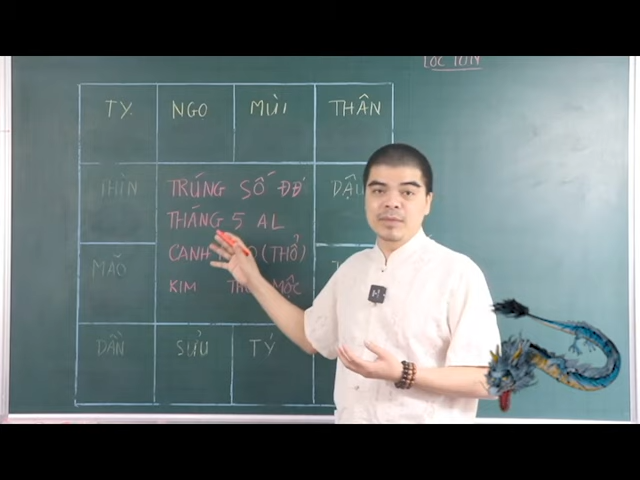 LỘC TỒN
TỴ NGỌ MÙI THÂN
THÌN
TRÚNG SỐ ĐĐ
DẬU
THÁNG 5 AL
CANH (THỔ)
MÃO
KIM MỘC
DẦN SỬU TÝ